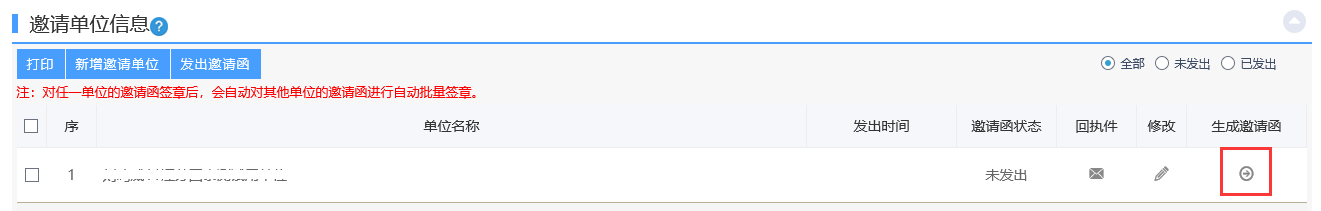 邀请单位信息?
打印 新增邀请单位 发出邀请函 全部 未发出 已发出
注：对任一单位的邀请函签章后，会自动对其他单位的邀请函进行自动批量签章。
序 单位名称 发出时间 邀请函状态 回执件 修改 生成邀请函
1 未发出